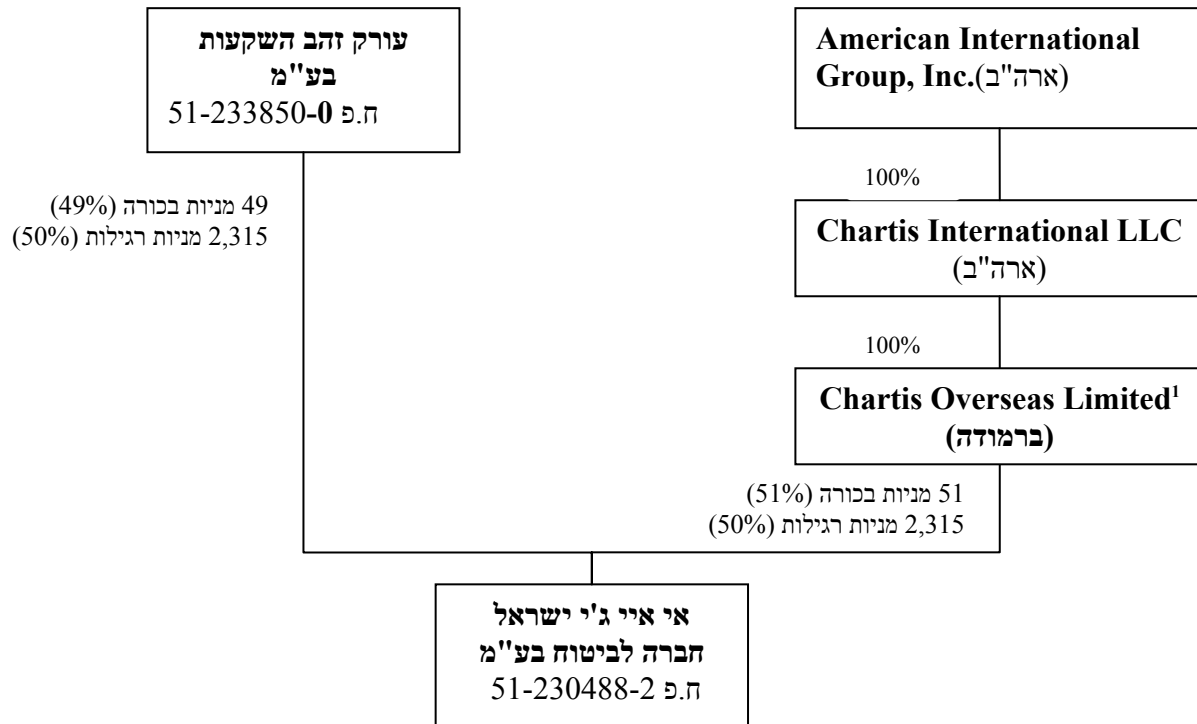 עורק זהב השקעות
בע"מ
ח.פ 51-233850-0
American International
Group, Inc.(ארה"ב)
49 מניות בכורה (49%)
2,315 מניות רגילות (50%)
100%
Chartis International LLC
(ארה"ב)
100%
Chartis Overseas Limited¹
(ברמודה)
51 מניות בכורה (51%)
2,315 מניות רגילות (50%)
אי איי ג'י ישראל
חברה לביטוח בע"מ
ח.פ 51-230488-2